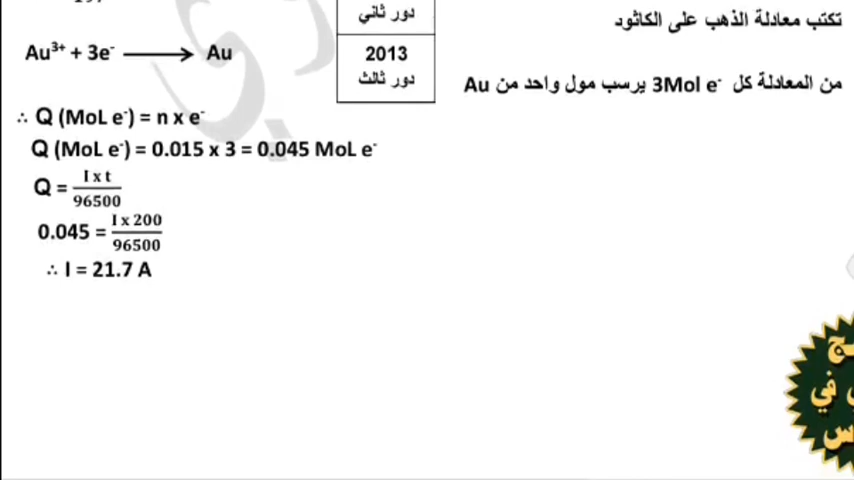 دور ثاني
تكتب معادلة الذهب على الكاثود
Au³⁺ + 3e⁻ ⟶ Au
2013
دور ثالث
من المعادلة كل 3Mol e⁻ يرسب مول واحد من Au
∴ Q (MoL e⁻) = n x e⁻
Q (MoL e⁻) = 0.015 x 3 = 0.045 MoL e⁻
Q = I x t / 96500
0.045 = I x 200 / 96500
∴ I = 21.7 A
في